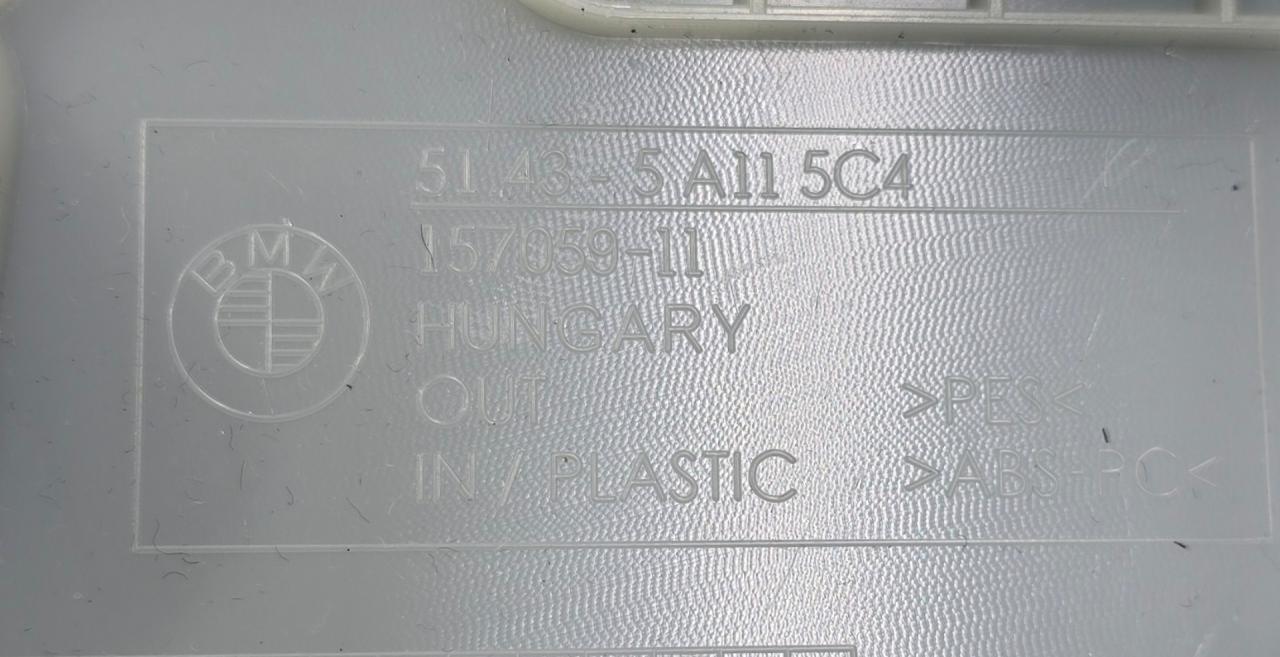 51.43 - 5 A11 5C4
BMW
157059-11
HUNGARY
OUT >PES<
IN / PLASTIC >ABS+PC<